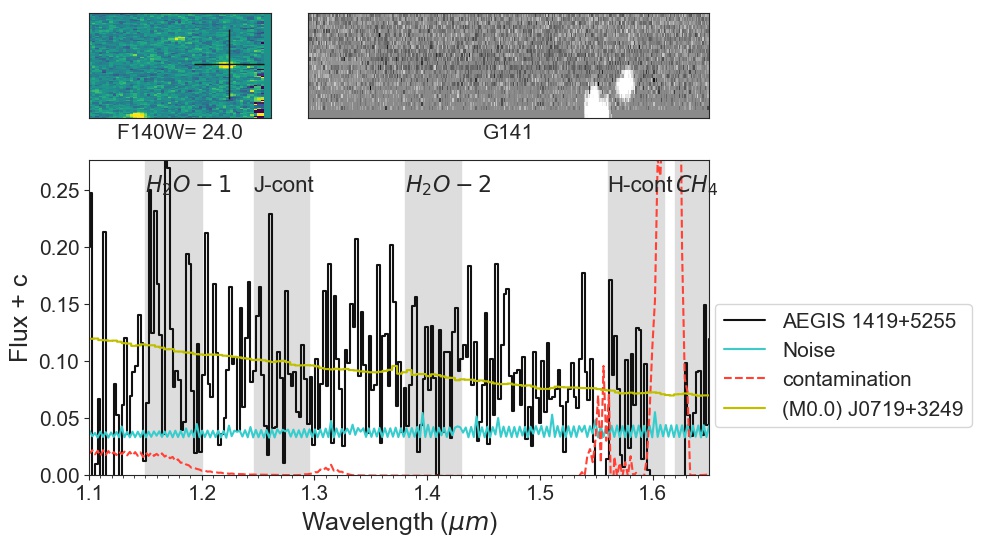 F140W= 24.0
G141
H₂O − 1
J-cont
H₂O − 2
H-cont
CH₄
0.25
0.20
0.15
0.10
0.05
0.00
Flux + c
1.1
1.2
1.3
1.4
1.5
1.6
Wavelength (μm)
AEGIS 1419+5255
Noise
contamination
(M0.0) J0719+3249